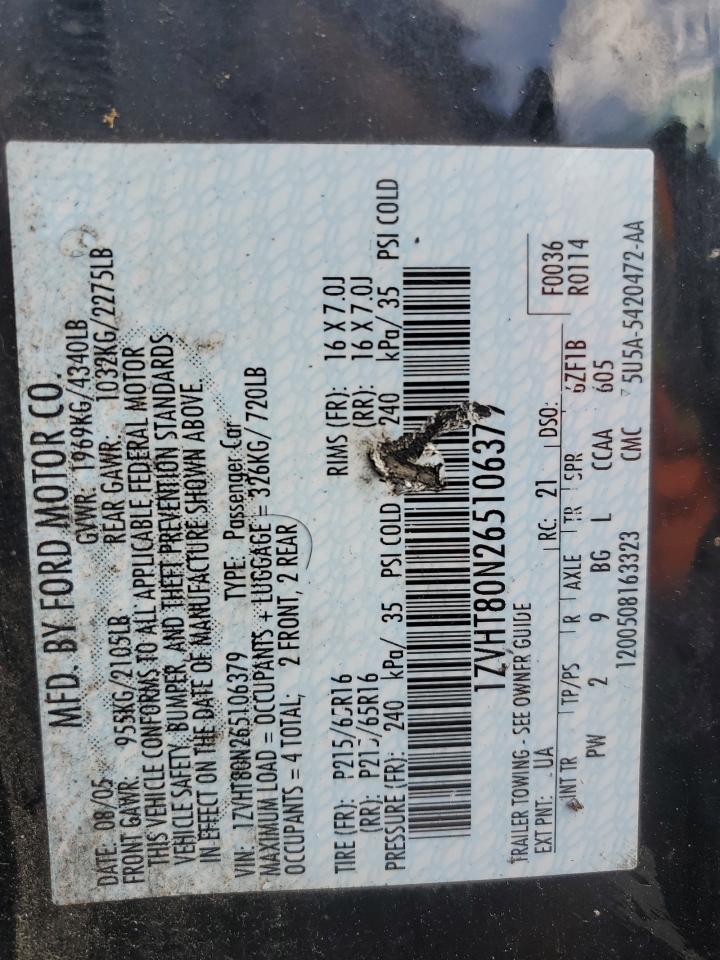 MFD. BY FORD MOTOR CO.
DATE: 08/05 GVWR: 1969KG/4340LB
FRONT GAWR: 955KG/2105LB REAR GAWR: 1032KG/2275LB
THIS VEHICLE CONFORMS TO ALL APPLICABLE FEDERAL MOTOR
VEHICLE SAFETY, BUMPER, AND THEFT PREVENTION STANDARDS
IN EFFECT ON THE DATE OF MANUFACTURE SHOWN ABOVE.
VIN: 1ZVHT80N265106379 TYPE: Passenger Car
MAXIMUM LOAD = OCCUPANTS + LUGGAGE = 326KG/ 720LB
OCCUPANTS = 4 TOTAL; 2 FRONT, 2 REAR
TIRE (FR): P215/65R16 RIMS (FR): 16 X 7.0J
(RR): P215/65R16 (RR): 16 X 7.0J
PRESSURE (FR): 240 kPa/ 35 PSI COLD 240 kPa/ 35 PSI COLD
1ZVHT80N265106379
TRAILER TOWING - SEE OWNER GUIDE
EXT PNT: UA RC: 21 DSO: F0036
R0114
INT TR TP/PS R AXLE TR SPR 6ZF1B
PW 2 9 BG L CCAA 605
1200508163323 CMC 5U5A-5420472-AA